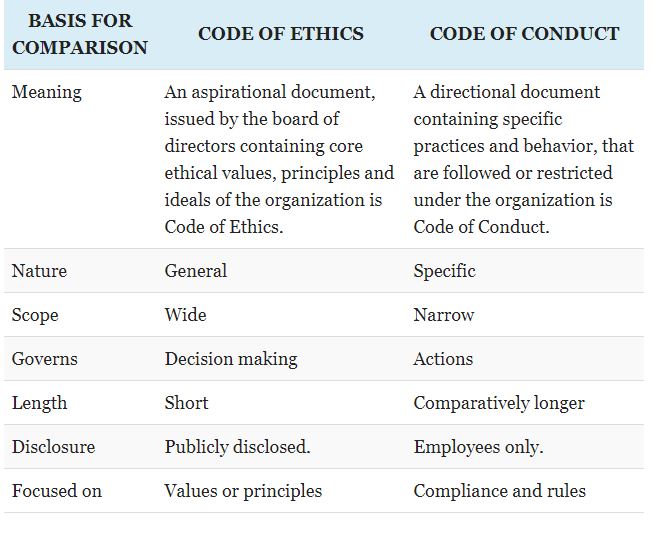 BASIS FOR COMPARISON CODE OF ETHICS CODE OF CONDUCT
Meaning
An aspirational document,
issued by the board of
directors containing core
ethical values, principles and
ideals of the organization is
Code of Ethics.
A directional document
containing specific
practices and behavior, that
are followed or restricted
under the organization is
Code of Conduct.
Nature General Specific
Scope Wide Narrow
Governs Decision making Actions
Length Short Comparatively longer
Disclosure Publicly disclosed. Employees only.
Focused on Values or principles Compliance and rules